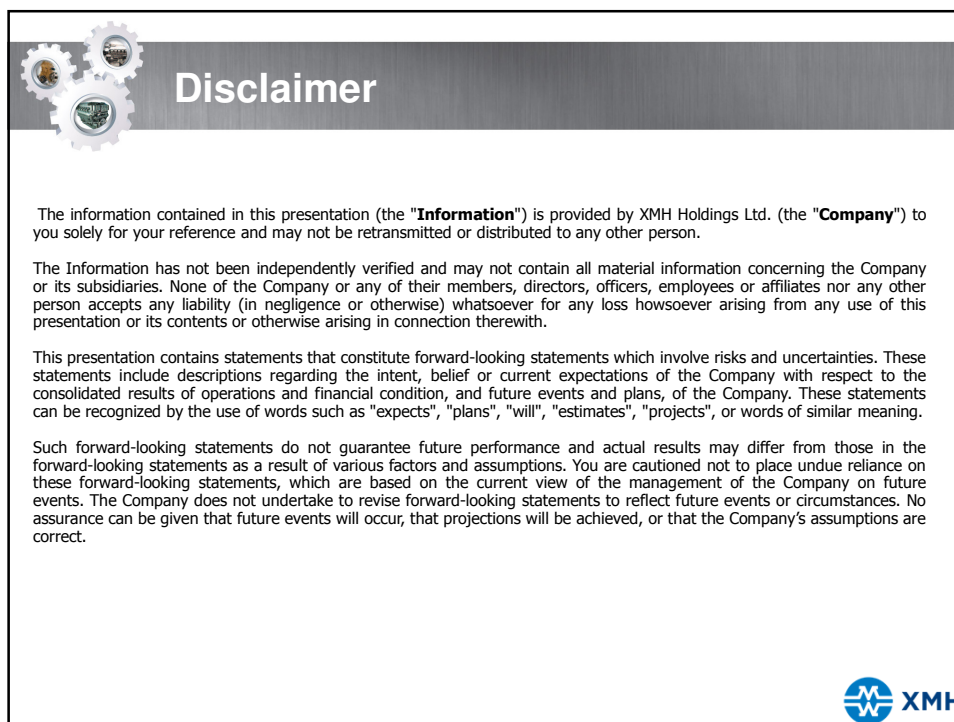 Disclaimer
The information contained in this presentation (the "Information") is provided by XMH Holdings Ltd. (the "Company") to
you solely for your reference and may not be retransmitted or distributed to any other person.
The Information has not been independently verified and may not contain all material information concerning the Company
or its subsidiaries. None of the Company or any of their members, directors, officers, employees or affiliates nor any other
person accepts any liability (in negligence or otherwise) whatsoever for any loss howsoever arising from any use of this
presentation or its contents or otherwise arising in connection therewith.
This presentation contains statements that constitute forward-looking statements which involve risks and uncertainties. These
statements include descriptions regarding the intent, belief or current expectations of the Company with respect to the
consolidated results of operations and financial condition, and future events and plans, of the Company. These statements
can be recognized by the use of words such as "expects", "plans", "will", "estimates", "projects", or words of similar meaning.
Such forward-looking statements do not guarantee future performance and actual results may differ from those in the
forward-looking statements as a result of various factors and assumptions. You are cautioned not to place undue reliance on
these forward-looking statements, which are based on the current view of the management of the Company on future
events. The Company does not undertake to revise forward-looking statements to reflect future events or circumstances. No
assurance can be given that future events will occur, that projections will be achieved, or that the Company’s assumptions are
correct.
XMH